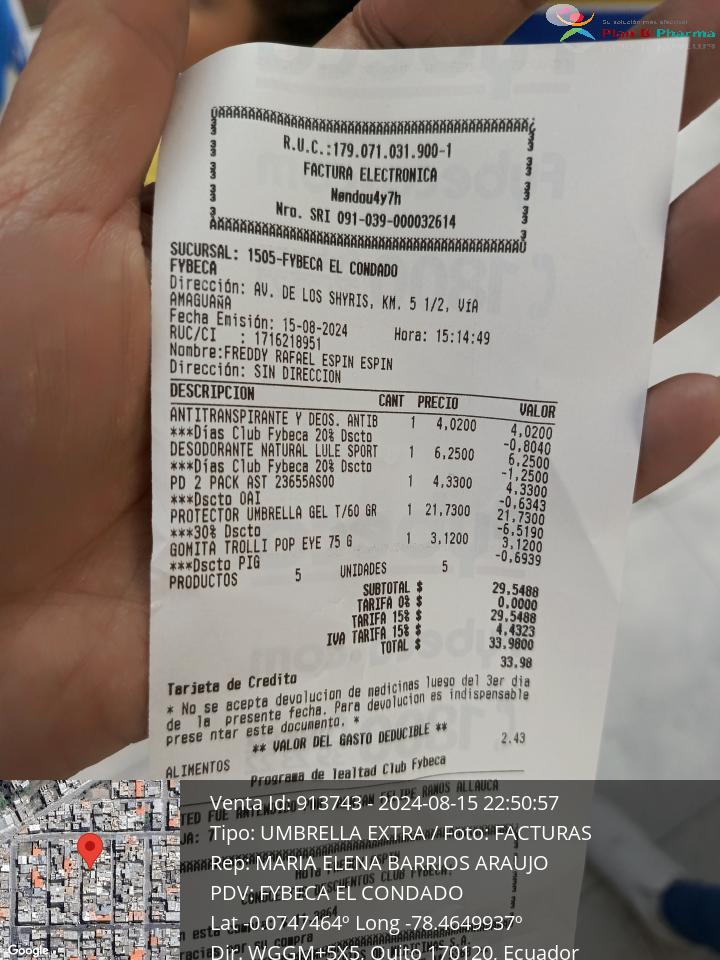 Su solución más efectiva!
Plan B Pharma
R.U.C.:179.071.031.900-1
FACTURA ELECTRONICA
Nendou4y7h
Nro. SRI 091-039-000032614
SUCURSAL: 1505-FYBECA EL CONDADO
FYBECA
Dirección: AV. DE LOS SHYRIS, KM. 5 1/2, VíA
AMAGUAñA
Fecha Emisión: 15-08-2024 Hora: 15:14:49
RUC/CI : 1716218951
Nombre:FREDDY RAFAEL ESPIN ESPIN
Dirección: SIN DIRECCION
DESCRIPCION CANT PRECIO VALOR
ANTITRANSPIRANTE Y DEOS. ANTIB 1 4,0200 4,0200
***Días Club Fybeca 20% Dscto -0,8040
DESODORANTE NATURAL LULE SPORT 1 6,2500 6,2500
***Días Club Fybeca 20% Dscto -1,2500
PD 2 PACK AST 23655AS00 1 4,3300 4,3300
***Dscto OAI -0,6343
PROTECTOR UMBRELLA GEL T/60 GR 1 21,7300 21,7300
***30% Dscto -6,5190
GOMITA TROLLI POP EYE 75 G 1 3,1200 3,1200
***Dscto PIG -0,6939
PRODUCTOS 5 UNIDADES 5
SUBTOTAL $ 29,5488
TARIFA 0% $ 0,0000
TARIFA 15% $ 29,5488
IVA TARIFA 15% $ 4,4323
TOTAL $ 33,9800
Tarjeta de Credito 33.98
* No se acepta devolucion de medicinas luego del 3er dia
de la presente fecha. Para devolucion es indispensable
prese ntar este documento. *
** VALOR DEL GASTO DEDUCIBLE **
ALIMENTOS 2.43
Programa de lealtad Club Fybeca
RAMOS ALLAUCA
Venta Id: 913743 - 2024-08-15 22:50:57
Tipo: UMBRELLA EXTRA / Foto: FACTURAS
Rep: MARIA ELENA BARRIOS ARAUJO
PDV: FYBECA EL CONDADO
Lat -0.0747464º Long -78.4649937º
Dir. WGGM+5X5, Quito 170120, Ecuador
Google